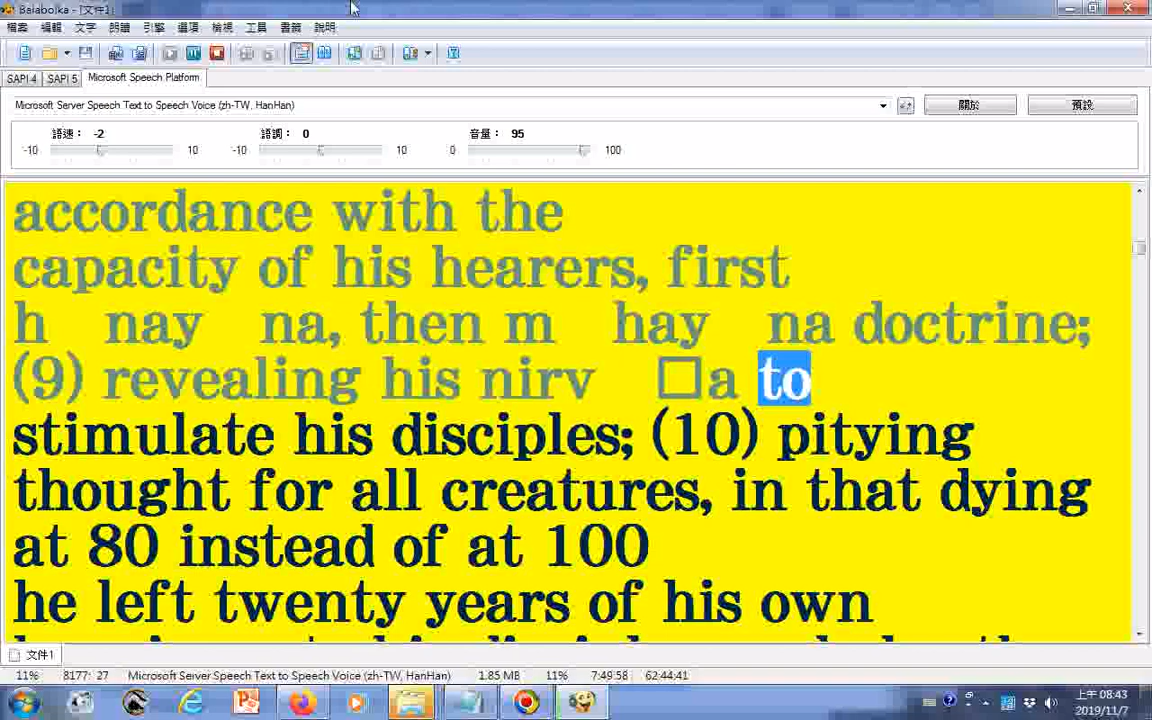 Balabolka - [文件1]
檔案 編輯 文字 朗讀 引擎 選項 檢視 工具 書籤 說明
SAPI 4 SAPI 5 Microsoft Speech Platform
Microsoft Server Speech Text to Speech Voice (zh-TW, HanHan) 關於 預設
語速： -2 語調： 0 音量： 95
-10 10 -10 10 0 100
accordance with the
capacity of his hearers, first
h nay na, then m hay na doctrine;
(9) revealing his nirv □a to
stimulate his disciples; (10) pitying
thought for all creatures, in that dying
at 80 instead of at 100
he left twenty years of his own
文件1
11% 8177: 27 Microsoft Server Speech Text to Speech Voice (zh-TW, HanHan) 1.85 MB 11% 7:49:58 62:44:41
上午 08:43
2019/11/7